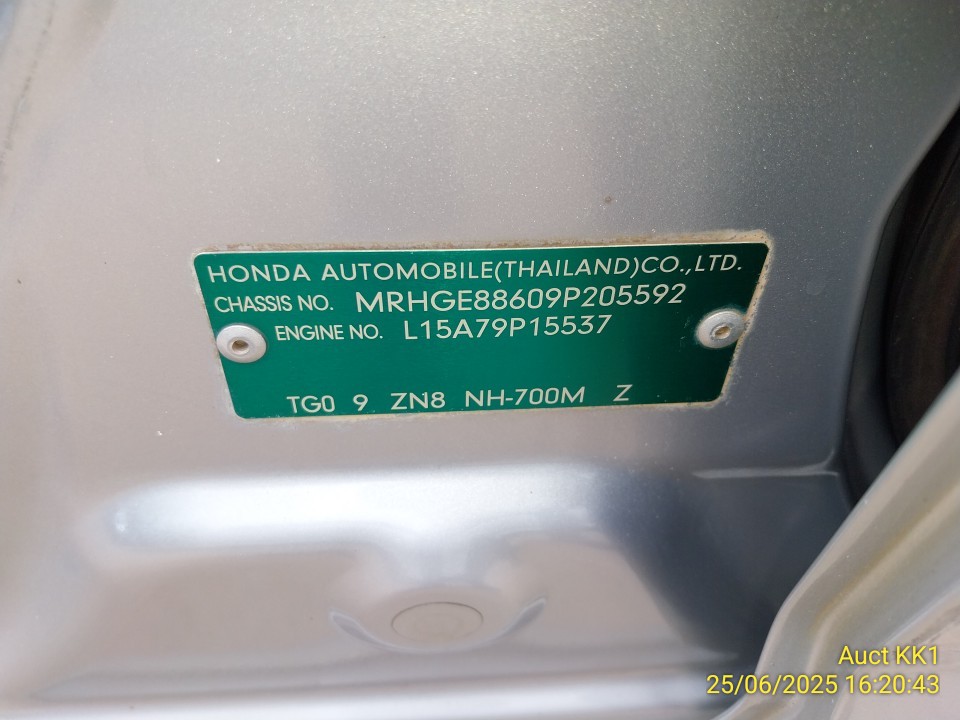 HONDA AUTOMOBILE(THAILAND)CO.,LTD.
CHASSIS NO. MRHGE88609P205592
ENGINE NO. L15A79P15537
TG0 9 ZN8 NH-700M Z
Auct KK1
25/06/2025 16:20:43